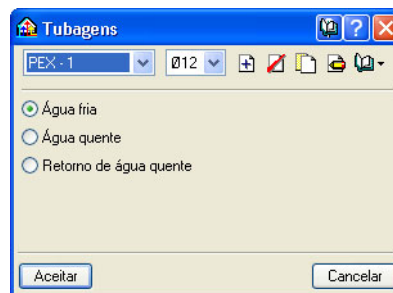 Tubagens
PEX - 1 Ø12
Água fria
Água quente
Retorno de água quente
Aceitar Cancelar